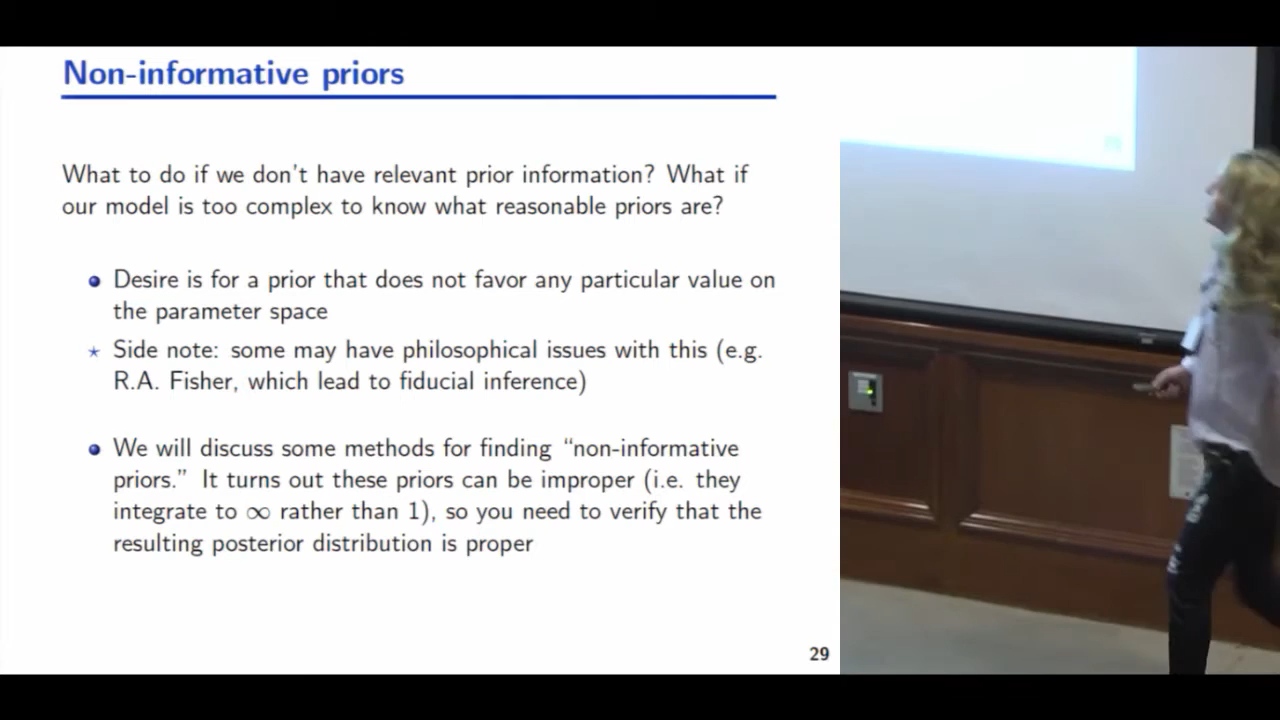 Non-informative priors
What to do if we don't have relevant prior information? What if
our model is too complex to know what reasonable priors are?
Desire is for a prior that does not favor any particular value on
the parameter space
⋆ Side note: some may have philosophical issues with this (e.g.
R.A. Fisher, which lead to fiducial inference)
We will discuss some methods for finding “non-informative
priors.” It turns out these priors can be improper (i.e. they
integrate to ∞ rather than 1), so you need to verify that the
resulting posterior distribution is proper
29